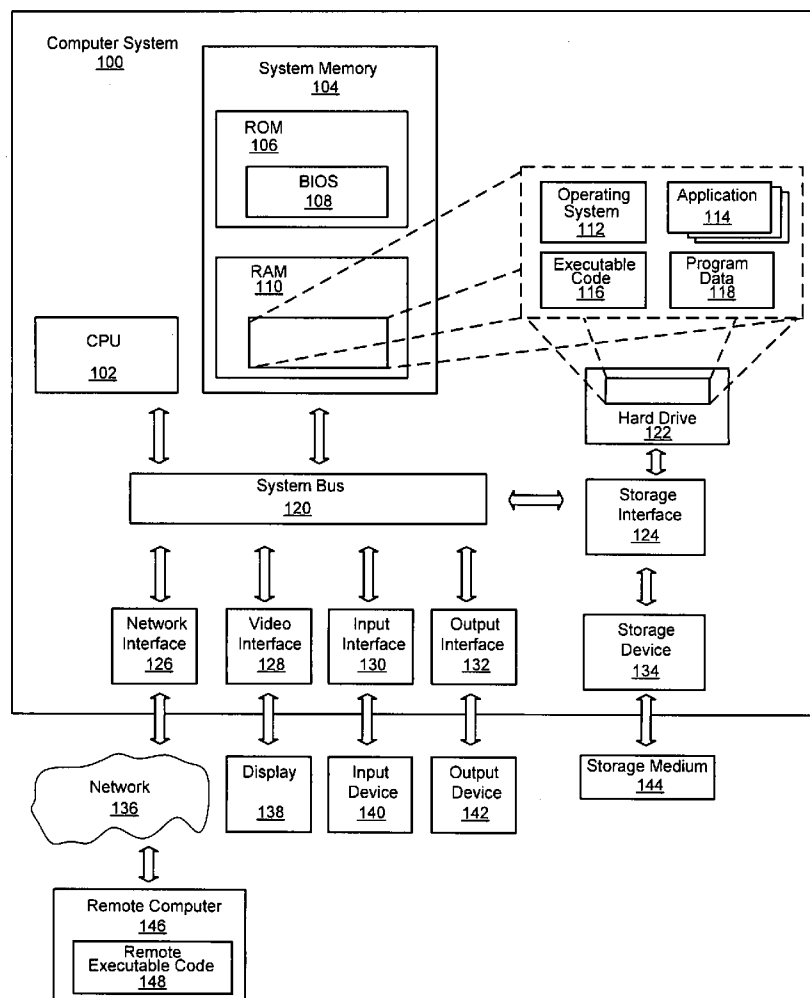 Computer System
100
System Memory
104
ROM
106
BIOS
108
RAM
110
Operating
System
112
Application
114
Executable
Code
116
Program
Data
118
CPU
102
Hard Drive
122
System Bus
120
Storage
Interface
124
Network
Interface
126
Video
Interface
128
Input
Interface
130
Output
Interface
132
Storage
Device
134
Network
136
Display
138
Input
Device
140
Output
Device
142
Storage Medium
144
Remote Computer
146
Remote
Executable Code
148